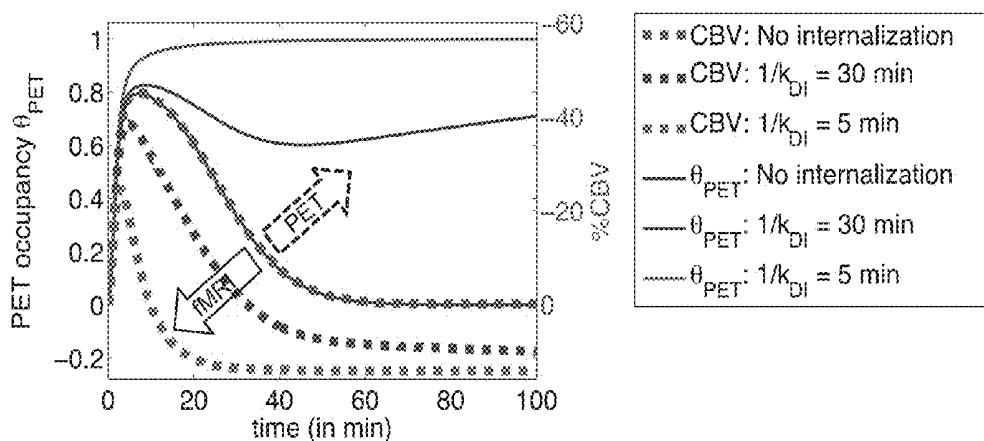 PET occupancy θPET
1
0.8
0.6
0.4
0.2
0
−0.2
0
20
40
60
80
100
time (in min)
−60
−40
−20
0
%CBV
PET
fMRI
CBV: No internalization
CBV: 1/kDI = 30 min
CBV: 1/kDI = 5 min
θPET: No internalization
θPET: 1/kDI = 30 min
θPET: 1/kDI = 5 min